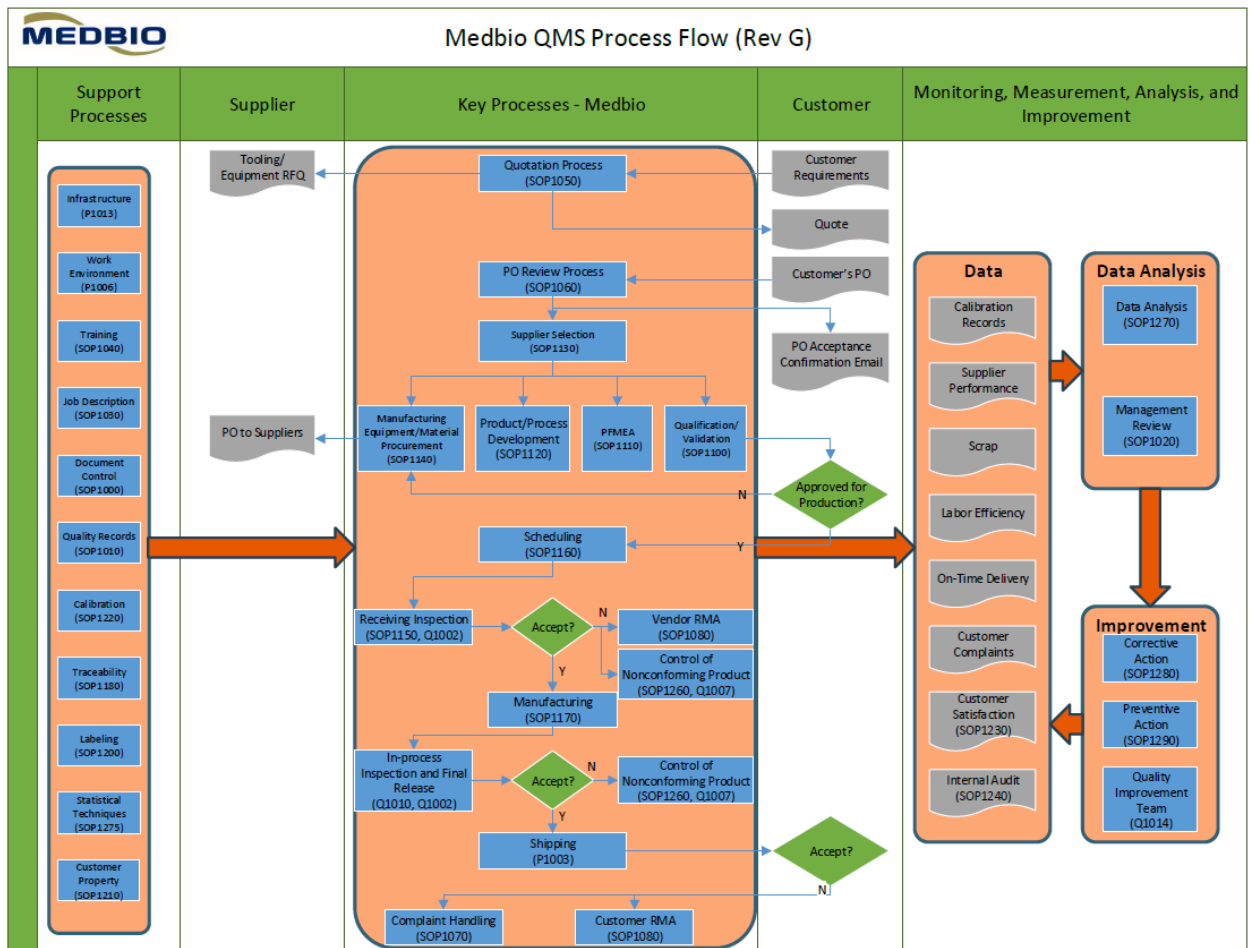 MEDBIO
Medbio QMS Process Flow (Rev G)
Support
Processes
Supplier
Key Processes - Medbio
Customer
Monitoring, Measurement, Analysis, and
Improvement
Infrastructure
(P1013)
Work
Environment
(P1006)
Training
(SOP1040)
Job Description
(SOP1030)
Document
Control
(SOP1000)
Quality Records
(SOP1010)
Calibration
(SOP1220)
Traceability
(SOP1180)
Labeling
(SOP1200)
Statistical
Techniques
(SOP1275)
Customer
Property
(SOP1210)
Tooling/
Equipment RFQ
PO to Suppliers
Quotation Process
(SOP1050)
PO Review Process
(SOP1060)
Supplier Selection
(SOP1130)
Manufacturing
Equipment/Material
Procurement
(SOP1140)
Product/Process
Development
(SOP1120)
PFMEA
(SOP1110)
Qualification/
Validation
(SOP1100)
N
Y
Scheduling
(SOP1160)
Receiving Inspection
(SOP1150, Q1002)
Accept?
N
Y
Vendor RMA
(SOP1080)
Control of
Nonconforming Product
(SOP1260, Q1007)
Manufacturing
(SOP1170)
In-process
Inspection and Final
Release
(Q1010, Q1002)
Accept?
N
Y
Control of
Nonconforming Product
(SOP1260, Q1007)
Shipping
(P1003)
Complaint Handling
(SOP1070)
Customer RMA
(SOP1080)
Customer
Requirements
Quote
Customer's PO
PO Acceptance
Confirmation Email
Approved for
Production?
Accept?
N
Data
Calibration
Records
Supplier
Performance
Scrap
Labor Efficiency
On-Time Delivery
Customer
Complaints
Customer
Satisfaction
(SOP1230)
Internal Audit
(SOP1240)
Data Analysis
Data Analysis
(SOP1270)
Management
Review
(SOP1020)
Improvement
Corrective
Action
(SOP1280)
Preventive
Action
(SOP1290)
Quality
Improvement
Team
(Q1014)